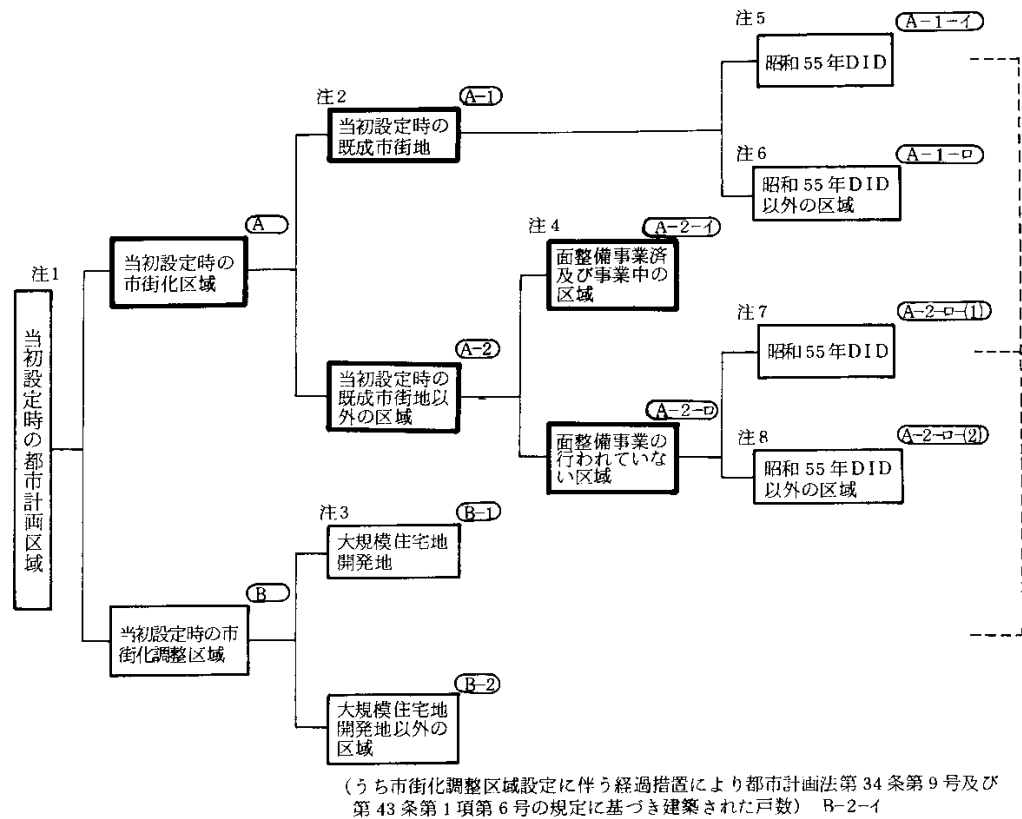 注1
当初設定時の都市計画区域
A
当初設定時の
市街化区域
B
当初設定時の市
街化調整区域
注2
A-1
当初設定時の
既成市街地
A-2
当初設定時の
既成市街地以
外の区域
注3
B-1
大規模住宅地
開発地
B-2
大規模住宅地
開発地以外の
区域
注4
A-2-イ
面整備事業済
及び事業中の
区域
A-2-ロ
面整備事業の
行われていな
い区域
注5
A-1-イ
昭和55年DID
注6
A-1-ロ
昭和55年DID
以外の区域
注7
A-2-ロ-(1)
昭和55年DID
注8
A-2-ロ-(2)
昭和55年DID
以外の区域
(うち市街化調整区域設定に伴う経過措置により都市計画法第34条第9号及び
第43条第1項第6号の規定に基づき建築された戸数) B-2-イ